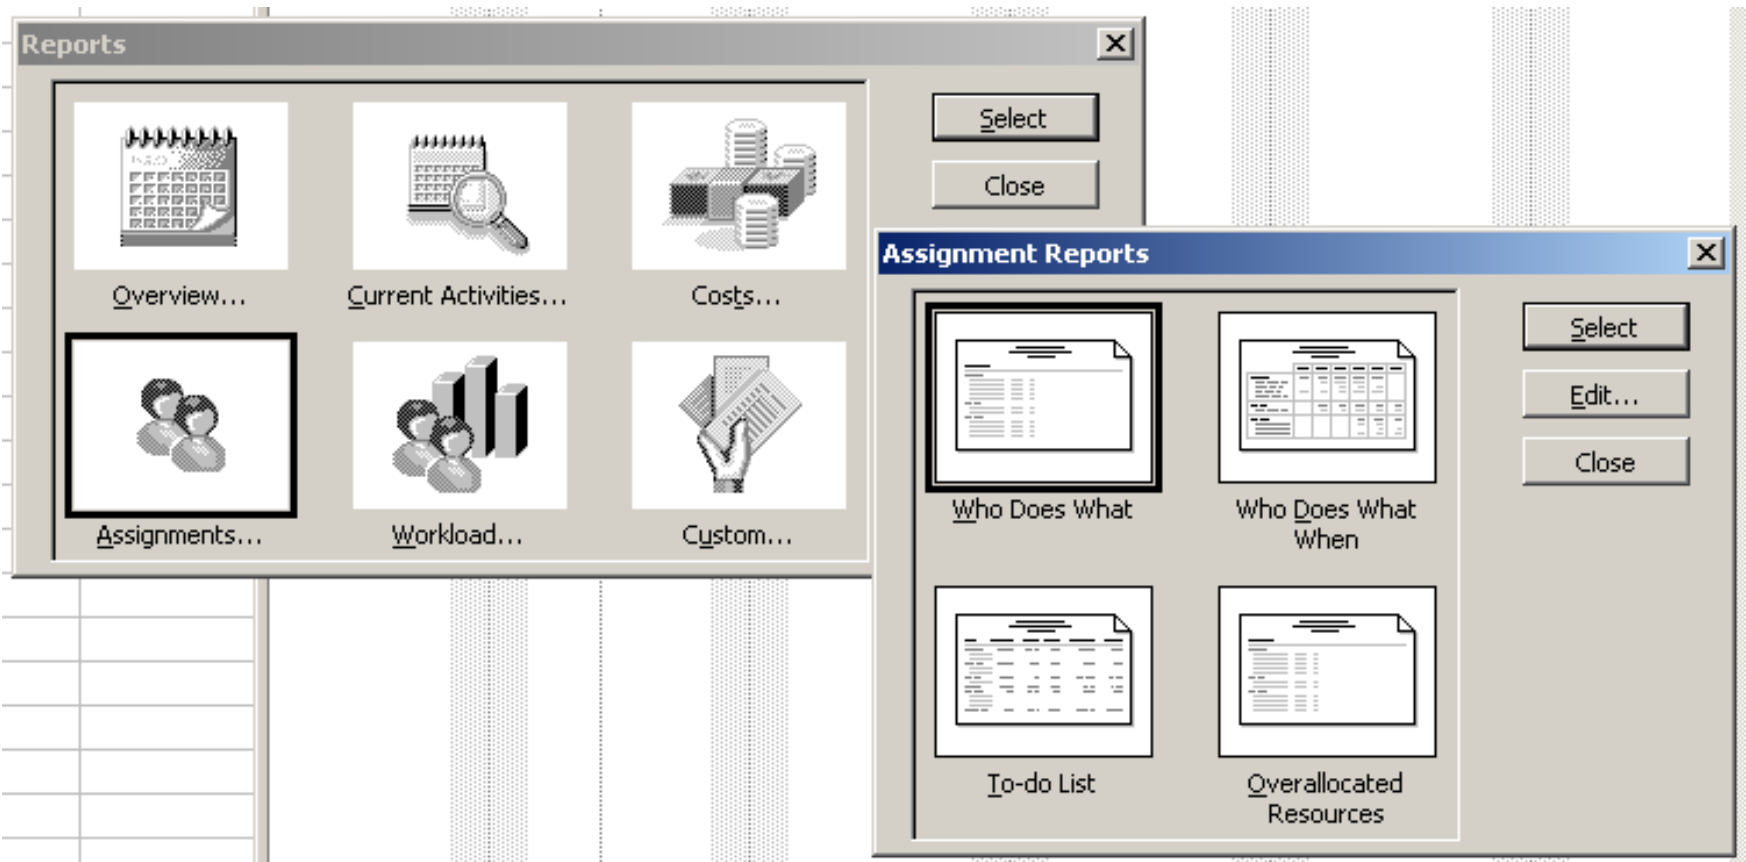 Reports
Select
Close
Overview...
Current Activities...
Costs...
Assignments...
Workload...
Custom...
Assignment Reports
Select
Edit...
Close
Who Does What
Who Does What
When
To-do List
Overallocated
Resources